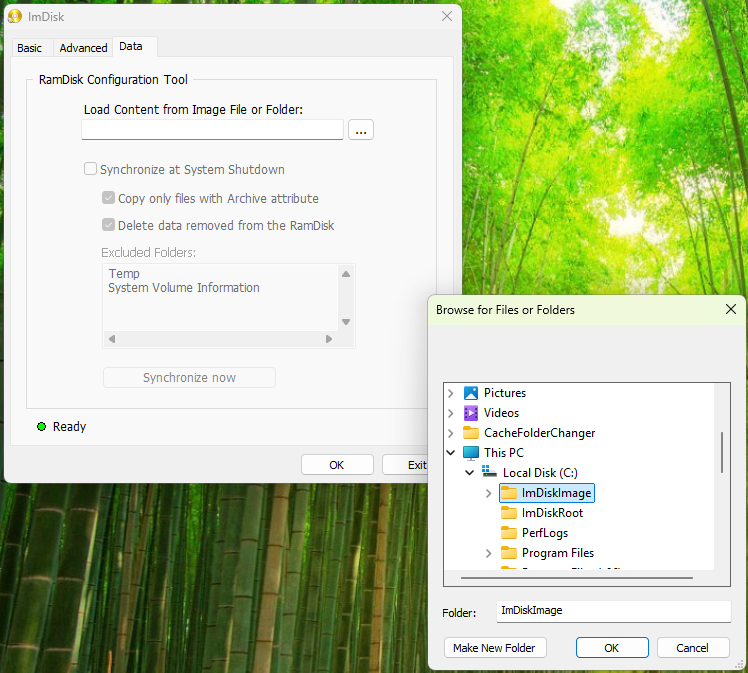 ImDisk
Basic
Advanced
Data
RamDisk Configuration Tool
Load Content from Image File or Folder:
...
Synchronize at System Shutdown
Copy only files with Archive attribute
Delete data removed from the RamDisk
Excluded Folders:
Temp
System Volume Information
Synchronize now
Ready
OK
Exit
Browse for Files or Folders
Pictures
Videos
CacheFolderChanger
This PC
Local Disk (C:)
ImDiskImage
ImDiskRoot
PerfLogs
Program Files
Folder:
ImDiskImage
Make New Folder
OK
Cancel